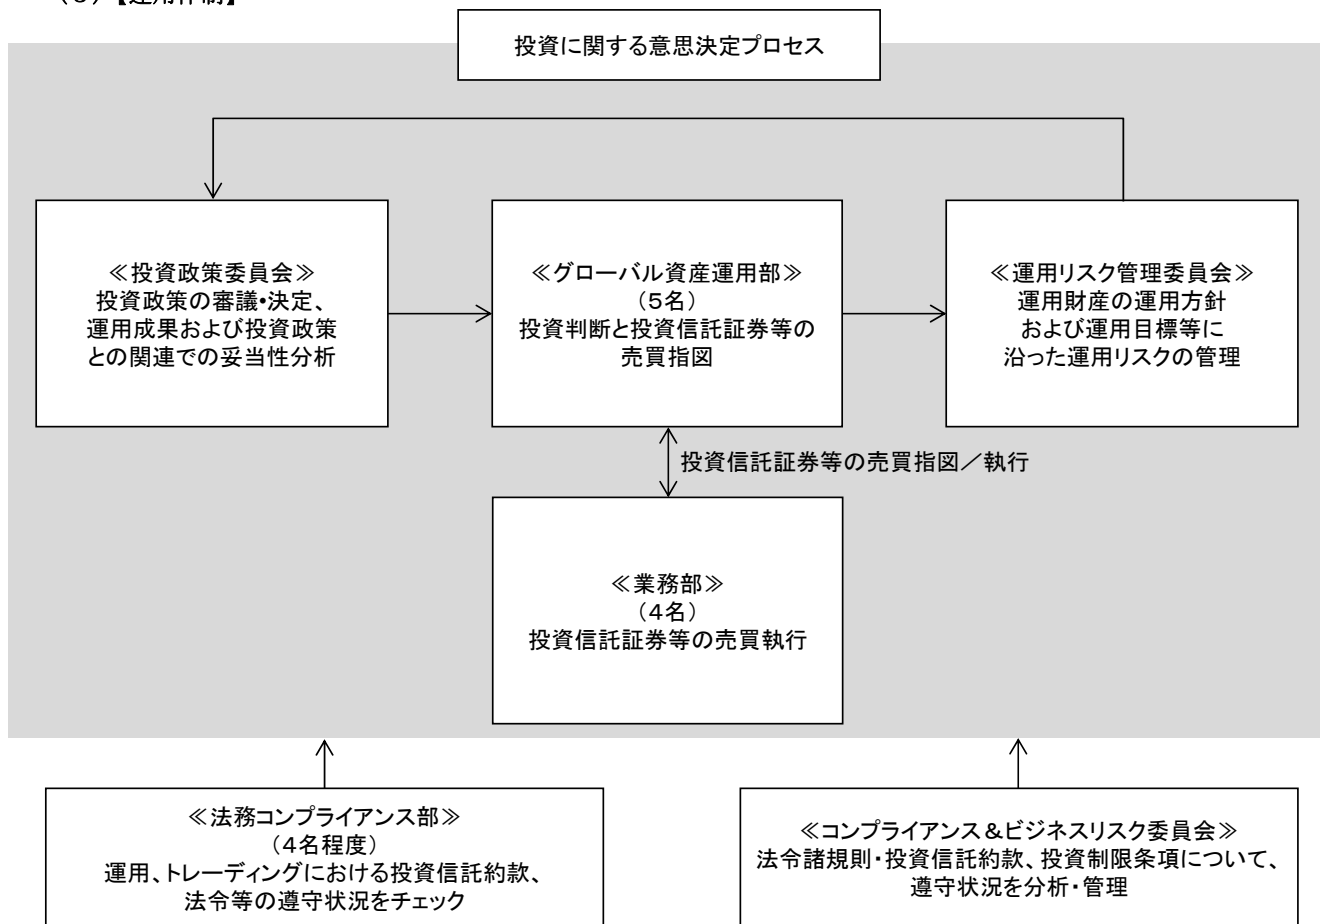 (3)【運用体制】
投資に関する意思決定プロセス
≪投資政策委員会≫
投資政策の審議・決定、
運用成果および投資政策
との関連での妥当性分析
≪グローバル資産運用部≫
(5名)
投資判断と投資信託証券等の
売買指図
≪運用リスク管理委員会≫
運用財産の運用方針
および運用目標等に
沿った運用リスクの管理
投資信託証券等の売買指図/執行
≪業務部≫
(4名)
投資信託証券等の売買執行
≪法務コンプライアンス部≫
(4名程度)
運用、トレーディングにおける投資信託約款、
法令等の遵守状況をチェック
≪コンプライアンス&ビジネスリスク委員会≫
法令諸規則・投資信託約款、投資制限条項について、
遵守状況を分析・管理